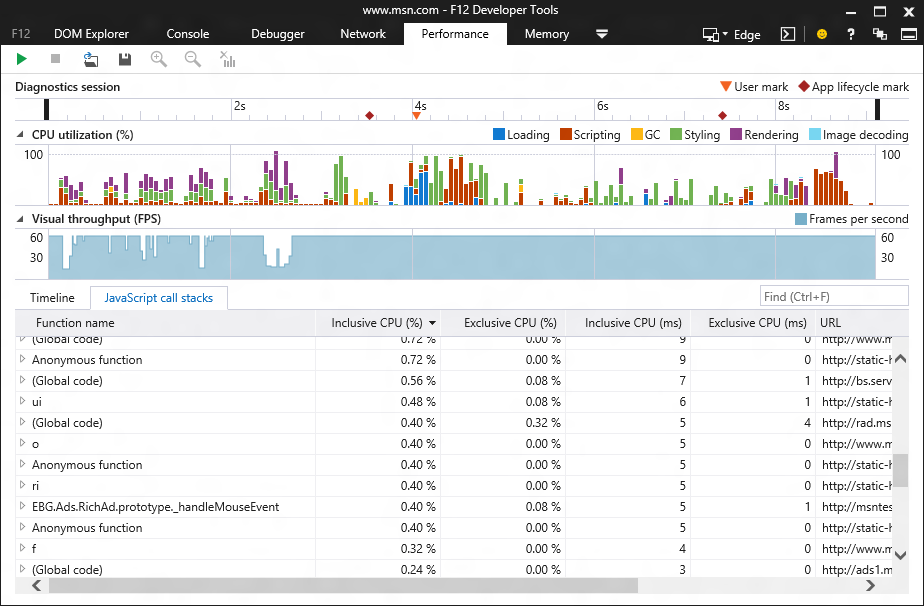 www.msn.com - F12 Developer Tools
F12 DOM Explorer Console Debugger Network Performance Memory Edge ?
Diagnostics session User mark App lifecycle mark
2s 4s 6s 8s
CPU utilization (%) Loading Scripting GC Styling Rendering Image decoding
100 100
Visual throughput (FPS) Frames per second
60 60
30 30
Timeline JavaScript call stacks Find (Ctrl+F)
Function name Inclusive CPU (%) Exclusive CPU (%) Inclusive CPU (ms) Exclusive CPU (ms) URL
(Global code) 0.72 % 0.00 % 9 0 http://www.m
Anonymous function 0.72 % 0.00 % 9 0 http://static-h
(Global code) 0.56 % 0.08 % 7 1 http://bs.serv
ui 0.48 % 0.08 % 6 1 http://static-h
(Global code) 0.40 % 0.32 % 5 4 http://rad.ms
o 0.40 % 0.00 % 5 0 http://www.m
Anonymous function 0.40 % 0.00 % 5 0 http://static-h
ri 0.40 % 0.00 % 5 0 http://static-h
EBG.Ads.RichAd.prototype._handleMouseEvent 0.40 % 0.08 % 5 1 http://msntes
Anonymous function 0.40 % 0.00 % 5 0 http://static-h
f 0.32 % 0.00 % 4 0 http://www.m
(Global code) 0.24 % 0.00 % 3 0 http://ads1.m